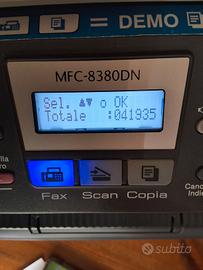 = DEMO
MFC-8380DN
Sel. ▲▼ o OK
Totale :041935
Fax
Scan
Copia
subito